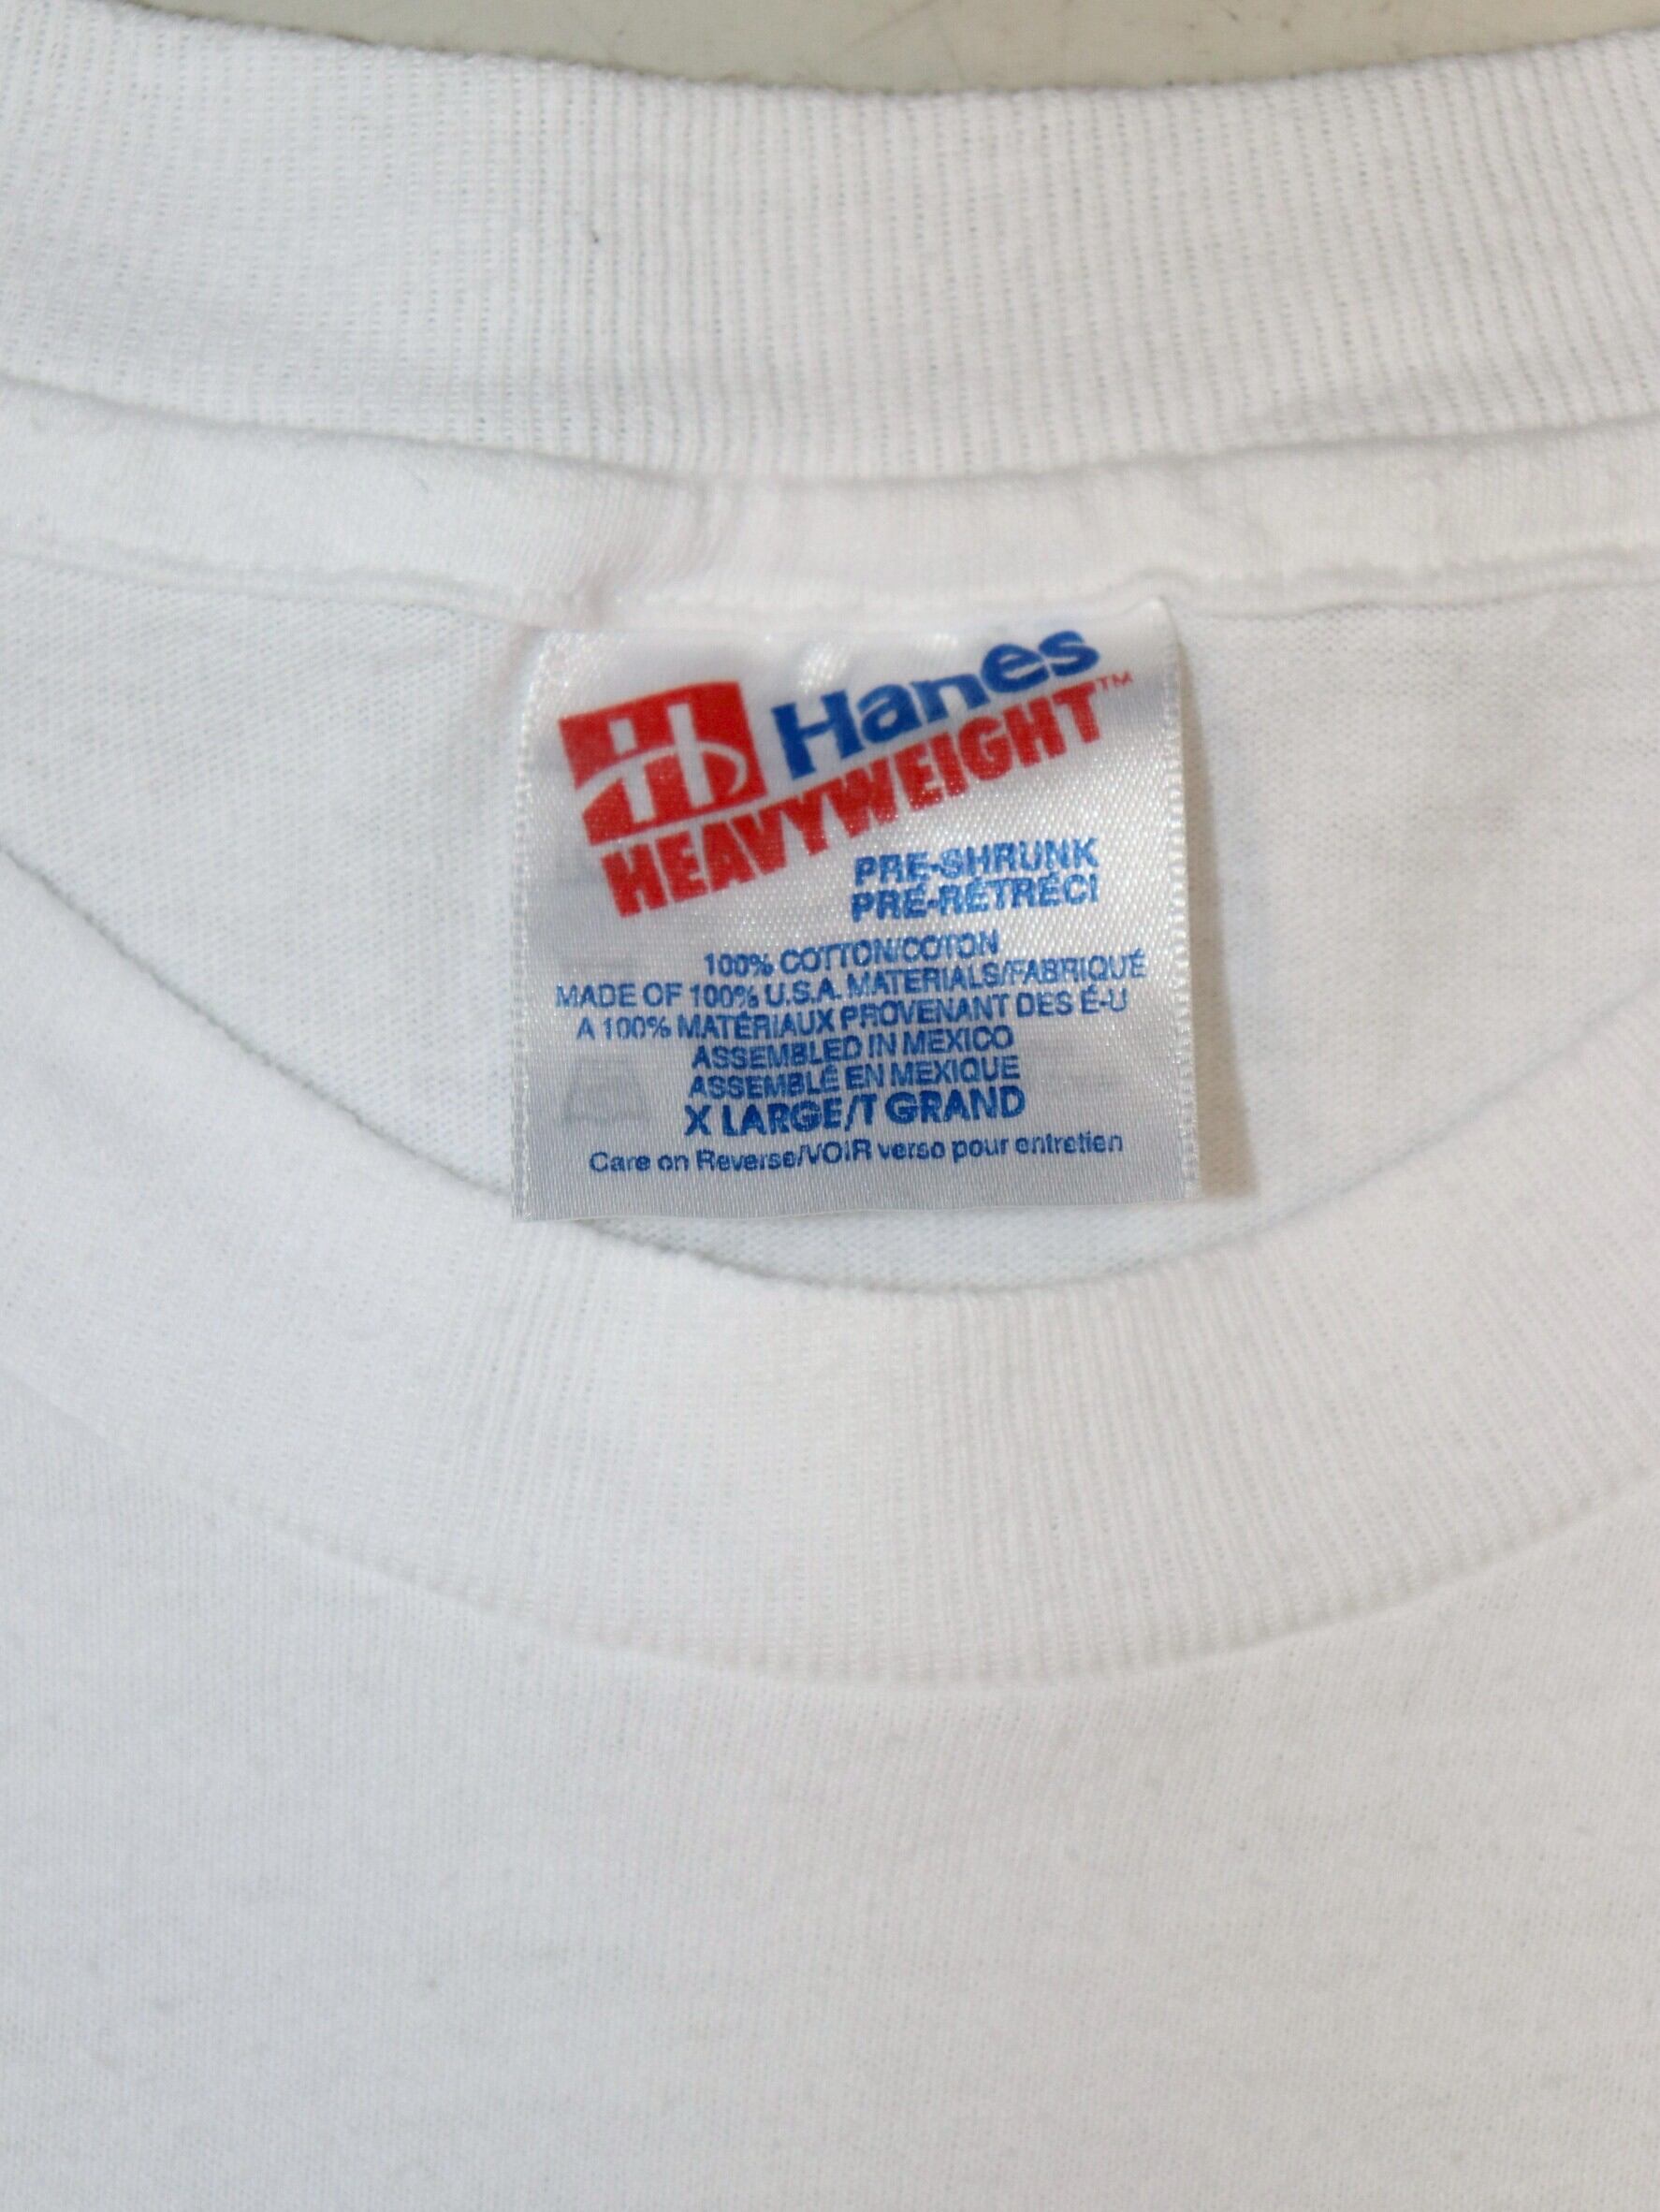 Hanes
HEAVYWEIGHT™
PRE-SHRUNK
PRÉ-RÉTRÉCI
100% COTTON/COTON
MADE OF 100% U.S.A. MATERIALS/FABRIQUÉ
A 100% MATÉRIAUX PROVENANT DES É-U
ASSEMBLED IN MEXICO
ASSEMBLÉ EN MEXIQUE
X LARGE/T GRAND
Care on Reverse/VOIR verso pour entretien